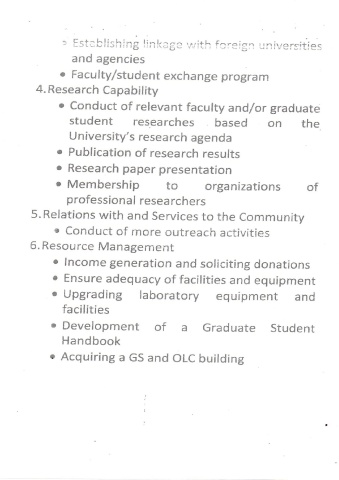 • Establishing linkage with foreign universities
and agencies
• Faculty/student exchange program
4. Research Capability
• Conduct of relevant faculty and/or graduate
student researches based on the
University's research agenda
• Publication of research results
• Research paper presentation
• Membership to organizations of
professional researchers
5. Relations with and Services to the Community
• Conduct of more outreach activities
6. Resource Management
• Income generation and soliciting donations
• Ensure adequacy of facilities and equipment
• Upgrading laboratory equipment and
facilities
• Development of a Graduate Student
Handbook
• Acquiring a GS and OLC building